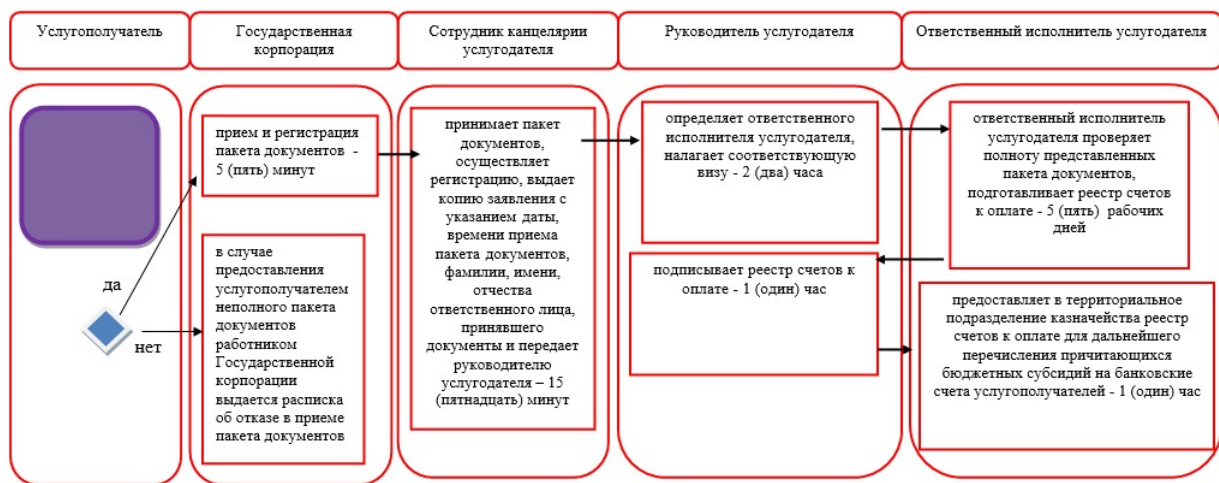 Услугополучатель
Государственная
корпорация
Сотрудник канцелярии
услугодателя
Руководитель услугодателя
Ответственный исполнитель услугодателя
прием и регистрация
пакета документов -
5 (пять) минут
в случае
предоставления
услугополучателем
неполного пакета
документов
работником
Государственной
корпорации
выдается расписка
об отказе в приеме
пакета документов
да
нет
принимает пакет
документов,
осуществляет
регистрацию, выдает
копию заявления с
указанием даты,
времени приема
пакета документов,
фамилии, имени,
отчества
ответственного лица,
принявшего
документы и передает
руководителю
услугодателя – 15
(пятнадцать) минут
определяет ответственного
исполнителя услугодателя,
налагает соответствующую
визу - 2 (два) часа
подписывает реестр счетов к
оплате - 1 (один) час
ответственный исполнитель
услугодателя проверяет
полноту представленных
пакета документов,
подготавливает реестр счетов
к оплате - 5 (пять) рабочих
дней
предоставляет в территориальное
подразделение казначейства реестр
счетов к оплате для дальнейшего
перечисления причитающихся
бюджетных субсидий на банковские
счета услугополучателей - 1 (один) час